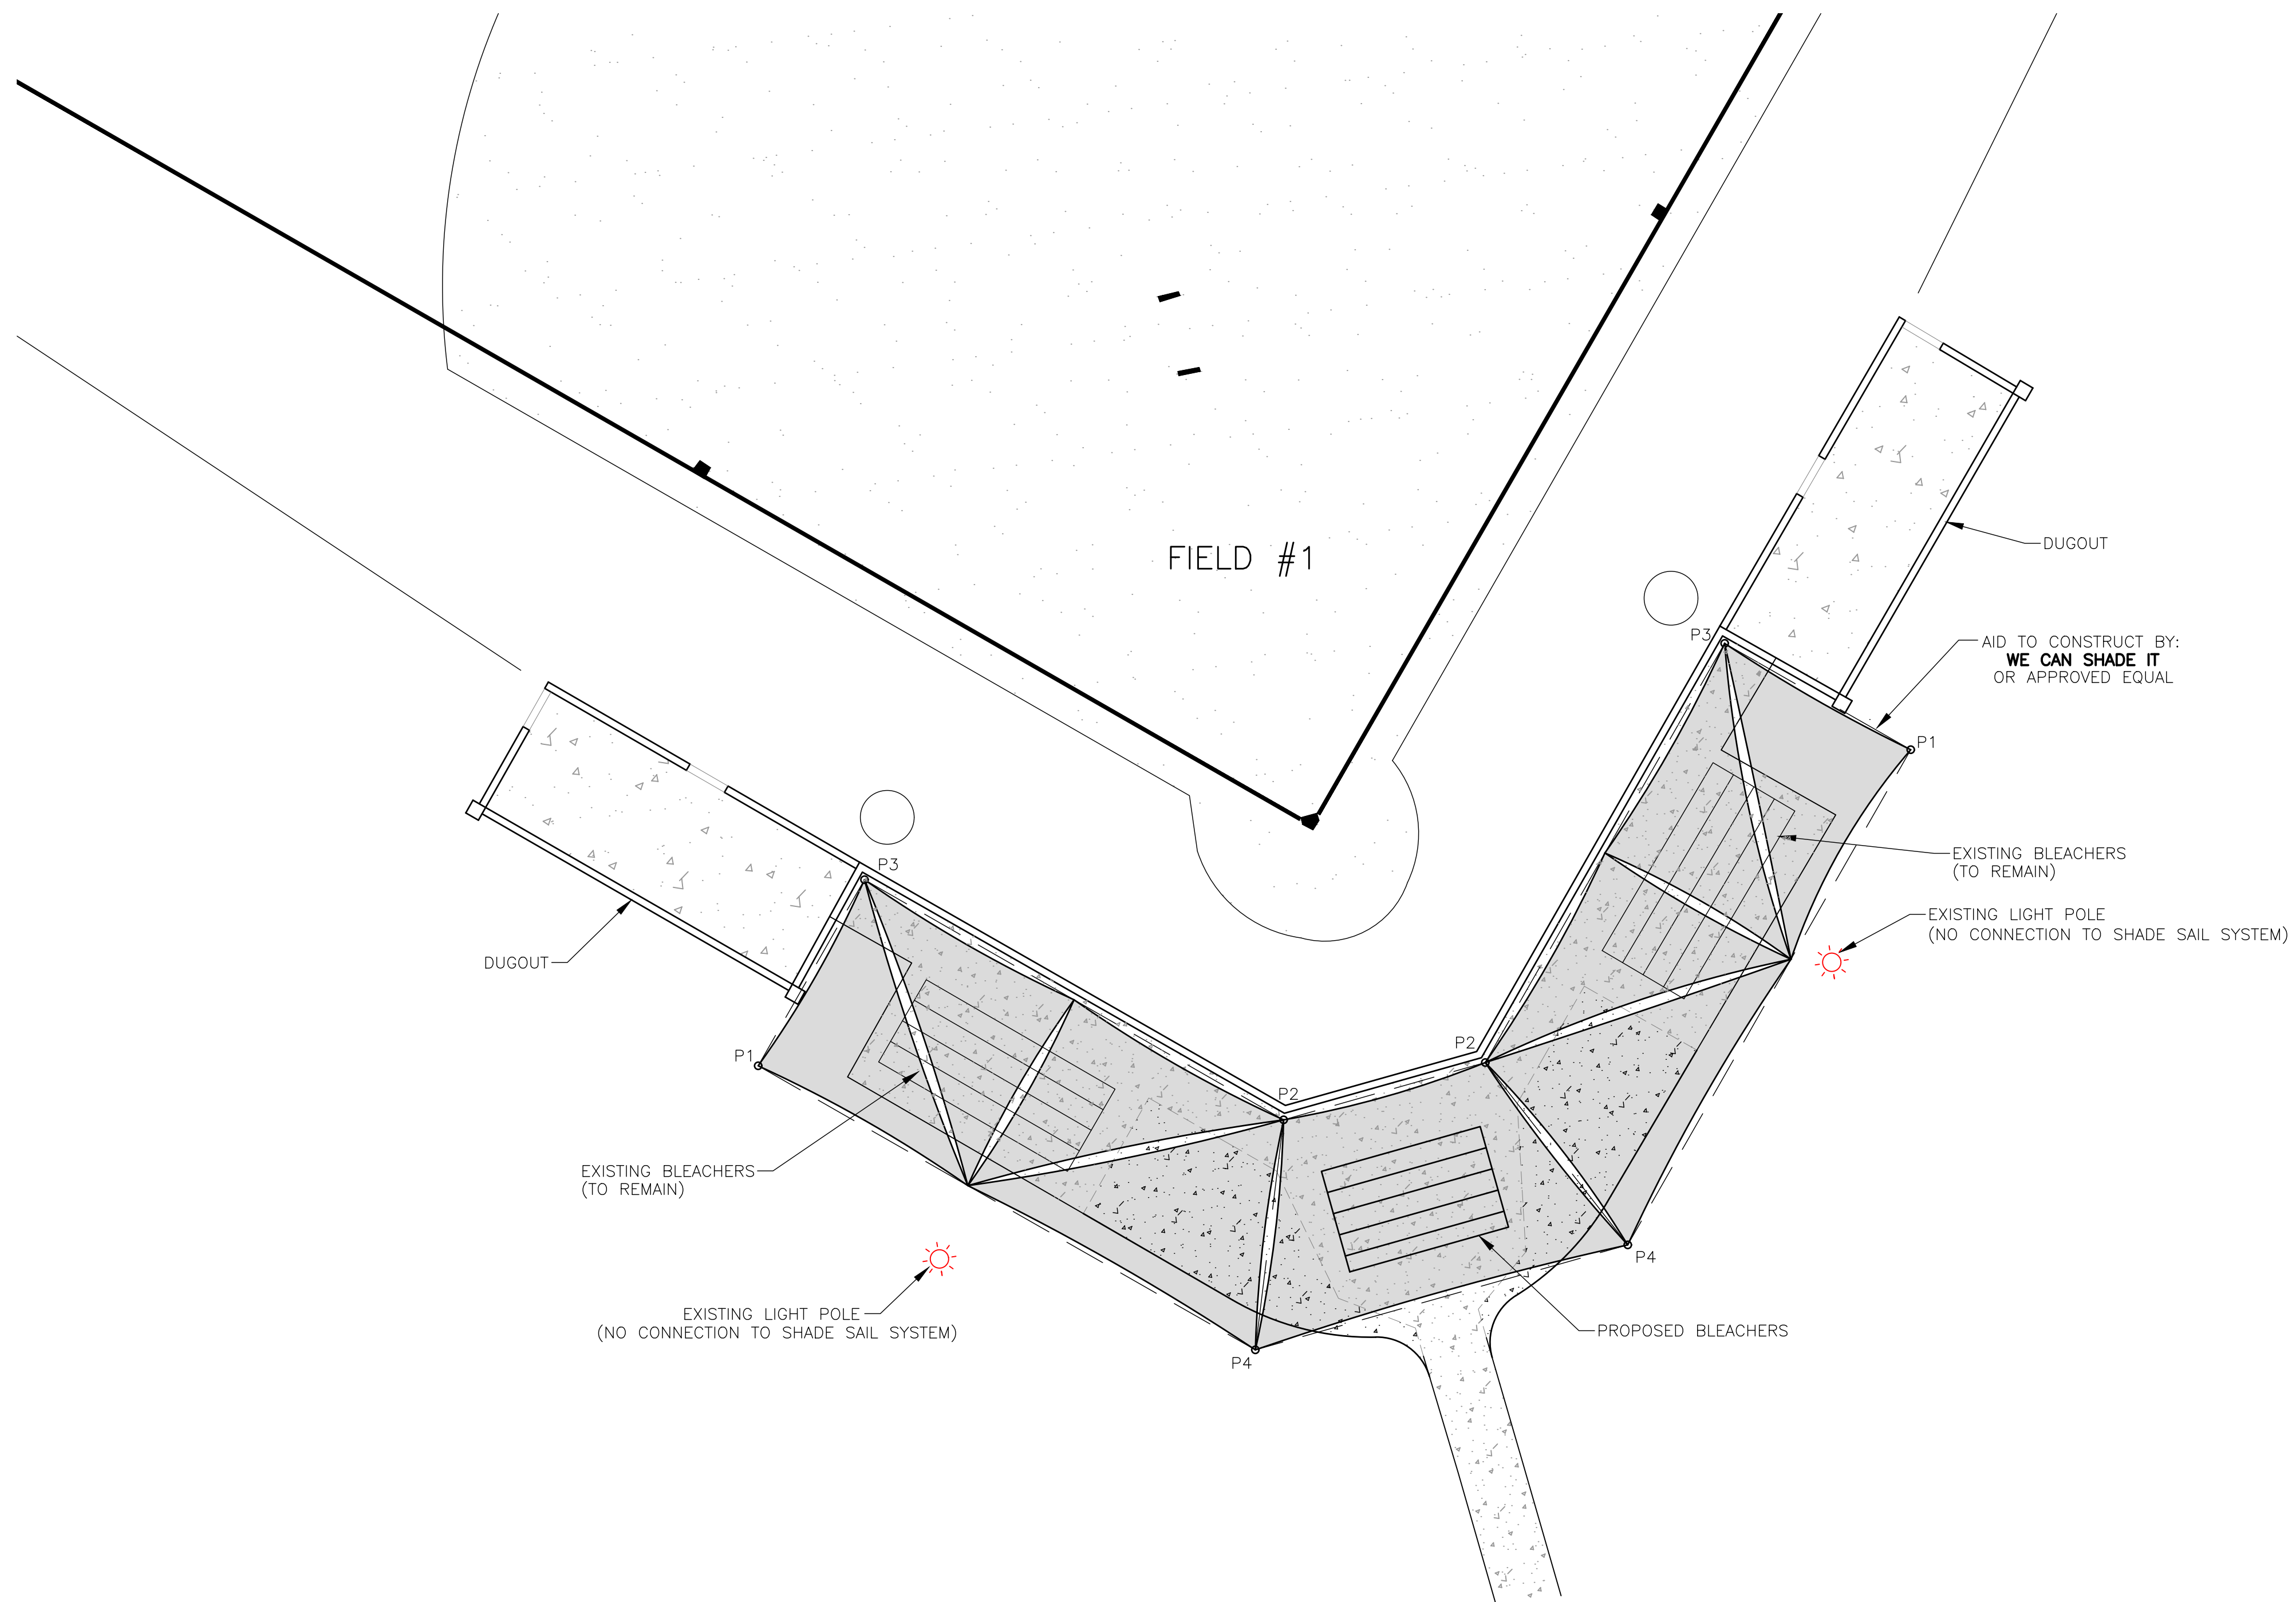 FIELD #1
DUGOUT
P3
AID TO CONSTRUCT BY:
WE CAN SHADE IT
OR APPROVED EQUAL
P1
EXISTING BLEACHERS
(TO REMAIN)
EXISTING LIGHT POLE
(NO CONNECTION TO SHADE SAIL SYSTEM)
P3
DUGOUT
P1
P2
P2
EXISTING BLEACHERS
(TO REMAIN)
P4
EXISTING LIGHT POLE
(NO CONNECTION TO SHADE SAIL SYSTEM)
PROPOSED BLEACHERS
P4